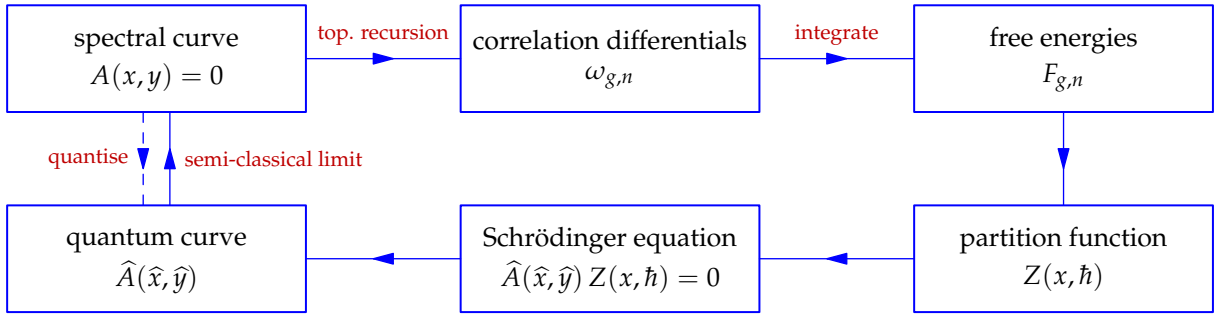 spectral curve
A(x, y) = 0
top. recursion
correlation differentials
ω_{g,n}
integrate
free energies
F_{g,n}
quantise
semi-classical limit
quantum curve
Â(x̂, ŷ)
Schrödinger equation
Â(x̂, ŷ) Z(x, ħ) = 0
partition function
Z(x, ħ)